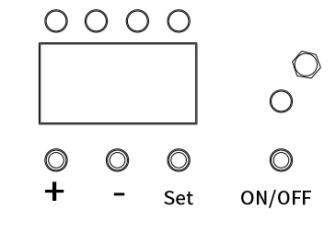 + - Set ON/OFF